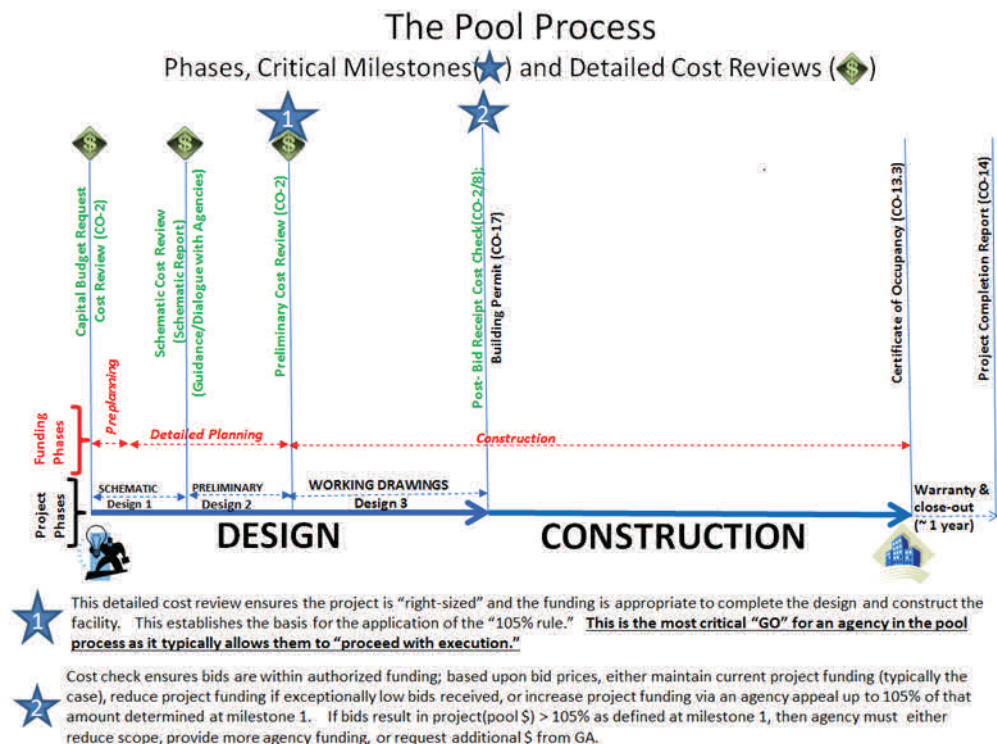 The Pool Process
Phases, Critical Milestones(★) and Detailed Cost Reviews ($)
1
2
$
$
$
Capital Budget Request
Cost Review (CO-2)
Schematic Cost Review
(Schematic Report)
(Guidance/Dialogue with Agencies)
Preliminary Cost Review (CO-2)
Post- Bid Receipt Cost Check(CO-2/8);
Building Permit (CO-17)
Certificate of Occupancy (CO-13.3)
Project Completion Report (CO-14)
Funding
Phases
Preplanning
Detailed Planning
Construction
Project
Phases
SCHEMATIC
Design 1
PRELIMINARY
Design 2
WORKING DRAWINGS
Design 3
Warranty &
close-out
(~ 1 year)
DESIGN
CONSTRUCTION
1
This detailed cost review ensures the project is “right-sized” and the funding is appropriate to complete the design and construct the
facility. This establishes the basis for the application of the “105% rule.” This is the most critical “GO” for an agency in the pool
process as it typically allows them to “proceed with execution.”
2
Cost check ensures bids are within authorized funding; based upon bid prices, either maintain current project funding (typically the
case), reduce project funding if exceptionally low bids received, or increase project funding via an agency appeal up to 105% of that
amount determined at milestone 1. If bids result in project(pool $) > 105% as defined at milestone 1, then agency must either
reduce scope, provide more agency funding, or request additional $ from GA.